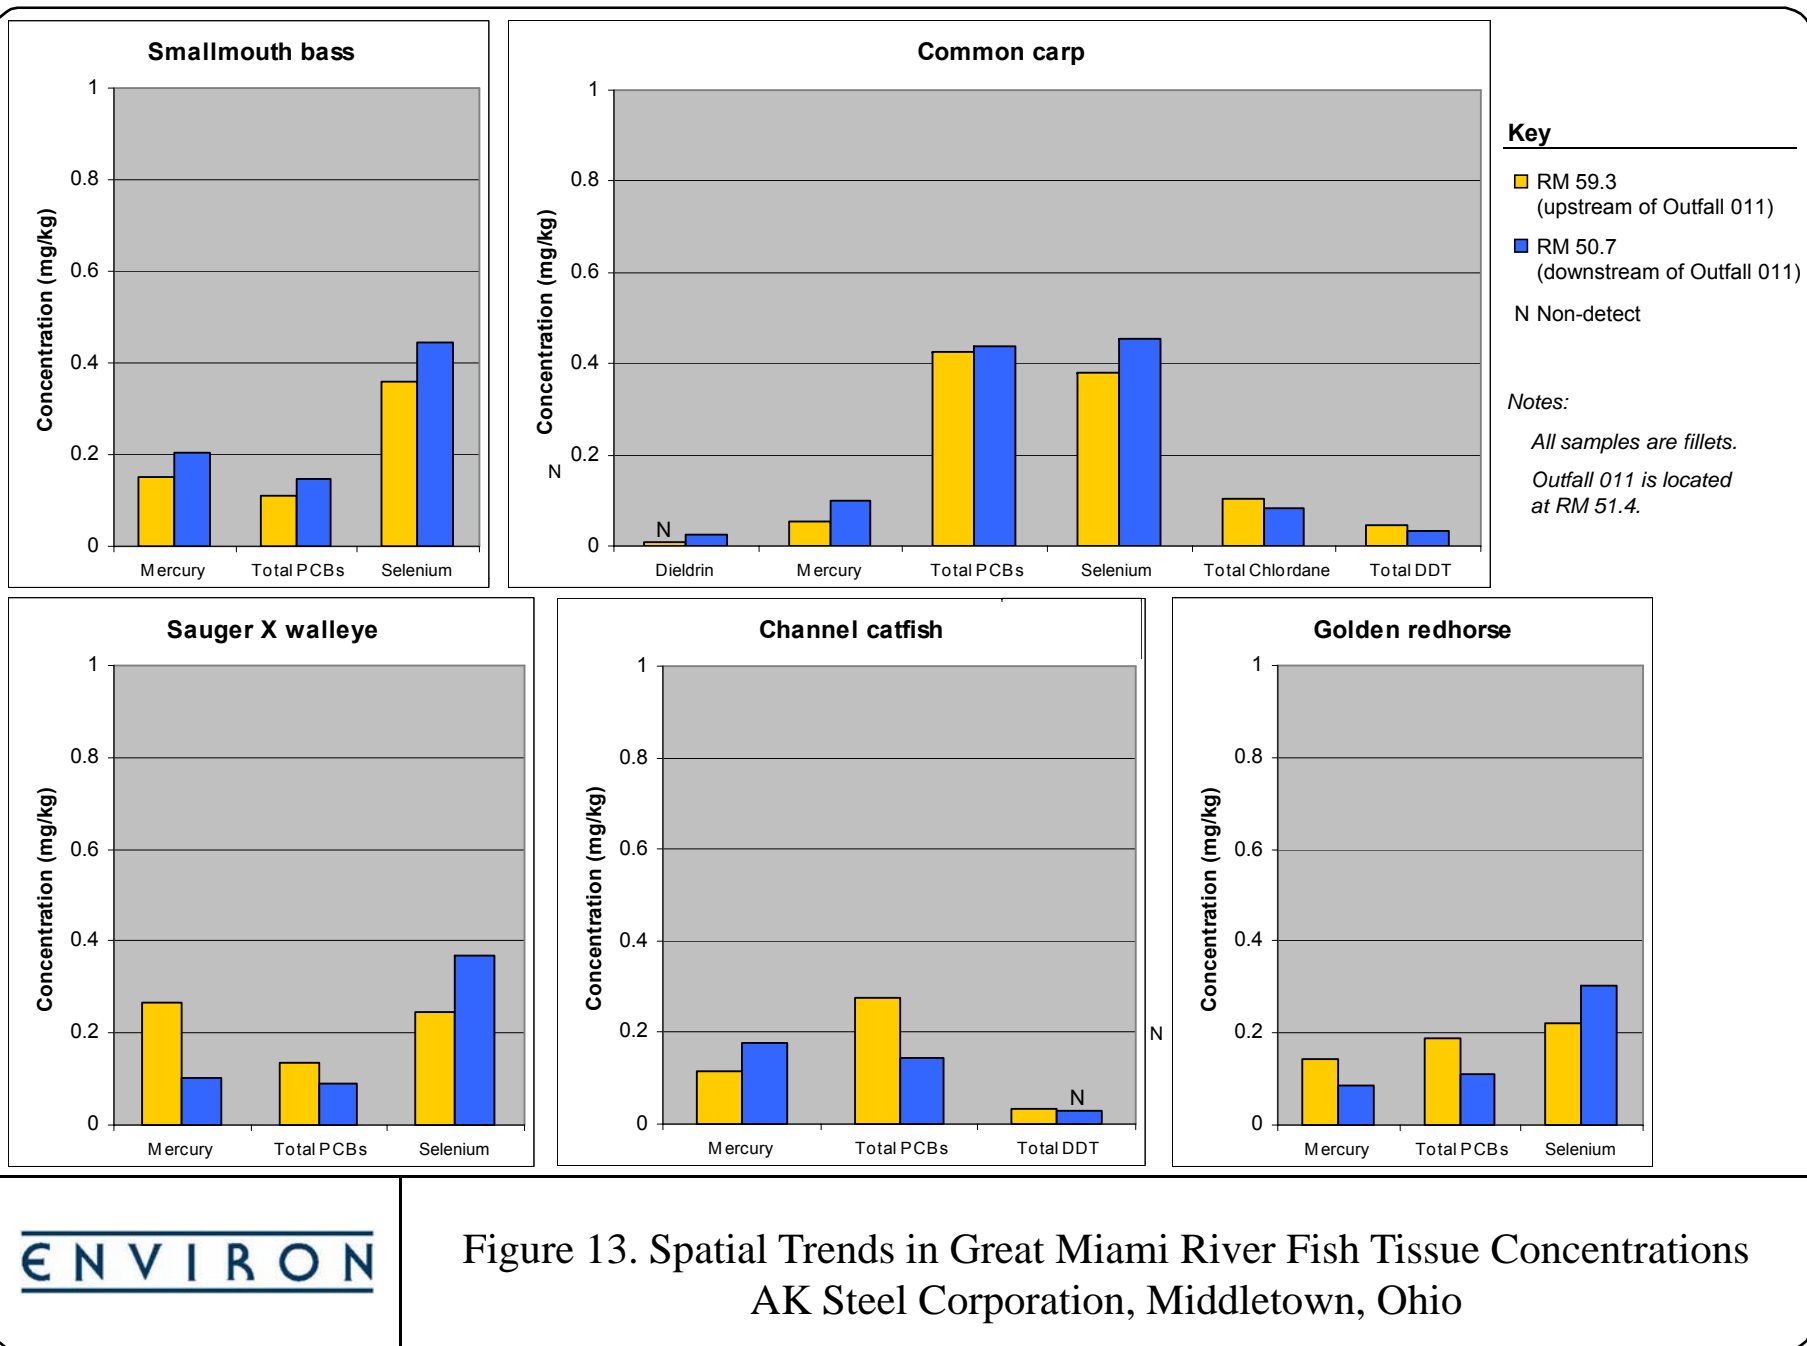 Smallmouth bass
1
0.8
0.6
0.4
0.2
0
Concentration (mg/kg)
Mercury Total PCBs Selenium
Common carp
1
0.8
0.6
0.4
N 0.2
0
Concentration (mg/kg)
N
Dieldrin Mercury Total PCBs Selenium Total Chlordane Total DDT
Key
RM 59.3
(upstream of Outfall 011)
RM 50.7
(downstream of Outfall 011)
N Non-detect
Notes:
All samples are fillets.
Outfall 011 is located
at RM 51.4.
Sauger X walleye
1
0.8
0.6
0.4
0.2
0
Concentration (mg/kg)
Mercury Total PCBs Selenium
Channel catfish
1
0.8
0.6
0.4
0.2
0
Concentration (mg/kg)
N
Mercury Total PCBs Total DDT
N
Golden redhorse
1
0.8
0.6
0.4
0.2
0
Concentration (mg/kg)
Mercury Total PCBs Selenium
ENVIRON
Figure 13. Spatial Trends in Great Miami River Fish Tissue Concentrations
AK Steel Corporation, Middletown, Ohio